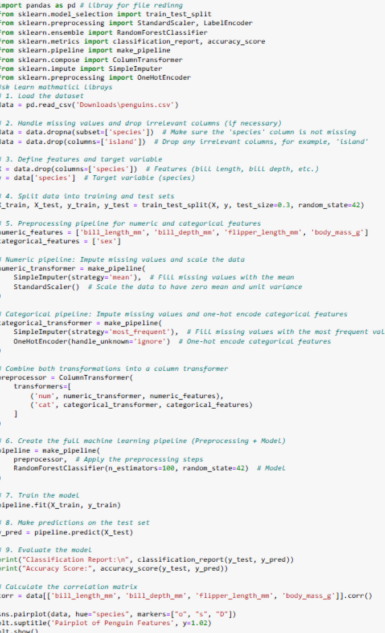 mport pandas as pd # libray for file redinng
from sklearn.model_selection import train_test_split
from sklearn.preprocessing import StandardScaler, LabelEncoder
from sklearn.ensemble import RandomForestClassifier
from sklearn.metrics import classification_report, accuracy_score
from sklearn.pipeline import make_pipeline
from sklearn.compose import ColumnTransformer
from sklearn.impute import SimpleImputer
from sklearn.preprocessing import OneHotEncoder
sk Learn mathmaticl Librays
# 1. Load the dataset
data = pd.read_csv('Downloads\penguins.csv')
# 2. Handle missing values and drop irrelevant columns (if necessary)
data = data.dropna(subset=['species']) # Make sure the 'species' column is not missing
data = data.drop(columns=['island']) # Drop any irrelevant columns, for example, 'island'
# 3. Define features and target variable
= data.drop(columns=['species']) # Features (bill length, bill depth, etc.)
= data['species'] # Target variable (species)
# 4. Split data into training and test sets
_train, X_test, y_train, y_test = train_test_split(X, y, test_size=0.3, random_state=42)
# 5. Preprocessing pipeline for numeric and categorical features
numeric_features = ['bill_length_mm', 'bill_depth_mm', 'flipper_length_mm', 'body_mass_g']
categorical_features = ['sex']
# Numeric pipeline: Impute missing values and scale the data
numeric_transformer = make_pipeline(
SimpleImputer(strategy='mean'), # Fill missing values with the mean
StandardScaler() # Scale the data to have zero mean and unit variance
# Categorical pipeline: Impute missing values and one-hot encode categorical features
categorical_transformer = make_pipeline(
SimpleImputer(strategy='most_frequent'), # Fill missing values with the most frequent val
OneHotEncoder(handle_unknown='ignore') # One-hot encode categorical features
# Combine both transformations into a column transformer
preprocessor = ColumnTransformer(
transformers=[
('num', numeric_transformer, numeric_features),
('cat', categorical_transformer, categorical_features)
]
# 6. Create the full machine Learning pipeline (Preprocessing + Model)
pipeline = make_pipeline(
preprocessor, # Apply the preprocessing steps
RandomForestClassifier(n_estimators=100, random_state=42) # Model
# 7. Train the model
pipeline.fit(X_train, y_train)
# 8. Make predictions on the test set
y_pred = pipeline.predict(X_test)
# 9. Evaluate the model
print("Classification Report:\n", classification_report(y_test, y_pred))
print("Accuracy Score:", accuracy_score(y_test, y_pred))
# Calculate the correlation matrix
corr = data[['bill_length_mm', 'bill_depth_mm', 'flipper_length_mm', 'body_mass_g']].corr()
sns.pairplot(data, hue="species", markers=["o", "s", "D"])
plt.suptitle('Pairplot of Penguin Features', y=1.02)
plt.show()